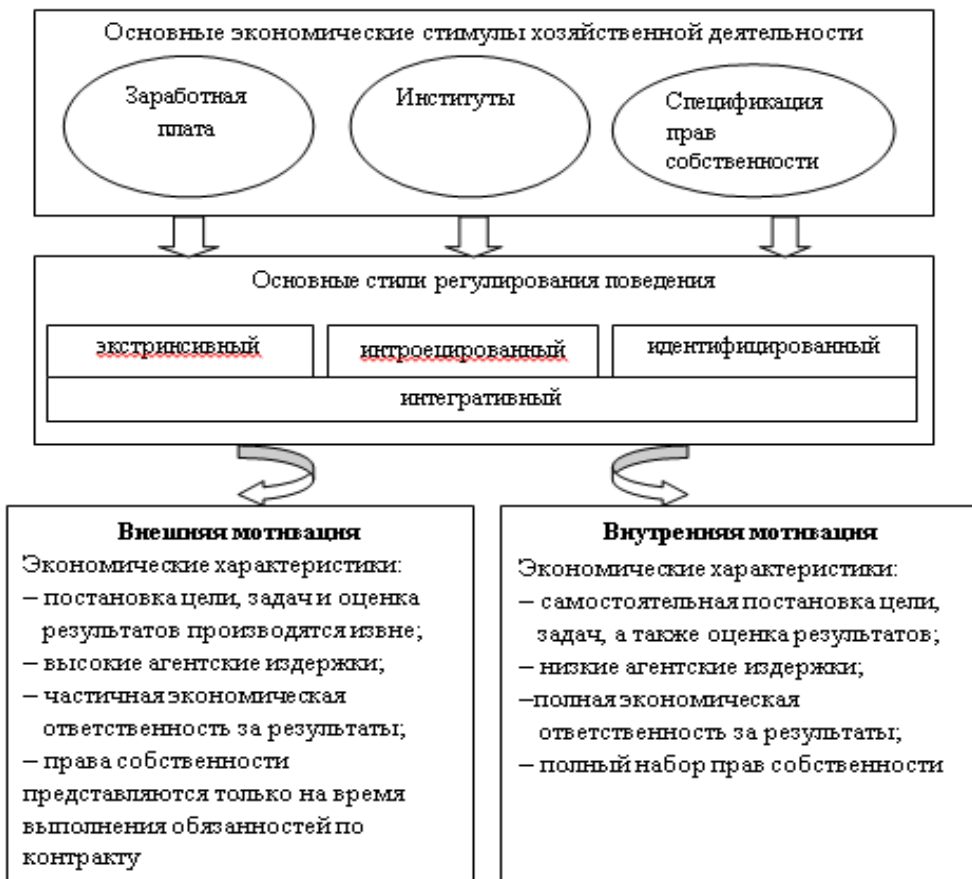 Основные экономические стимулы хозяйственной деятельности
Заработная
плата
Институты
Спецификация
прав
собственности
Основные стили регулирования поведения
экстринсивный
интроецированный
идентифицированный
интегративный
Внешняя мотивация
Экономические характеристики:
– постановка цели, задач и оценка
результатов производятся извне;
– высокие агентские издержки;
– частичная экономическая
ответственность за результаты;
– права собственности
представляются только на время
выполнения обязанностей по
контракту
Внутренняя мотивация
Экономические характеристики:
– самостоятельная постановка цели,
задач, а также оценка результатов;
– низкие агентские издержки;
–полная экономическая
ответственность за результаты;
– полный набор прав собственности